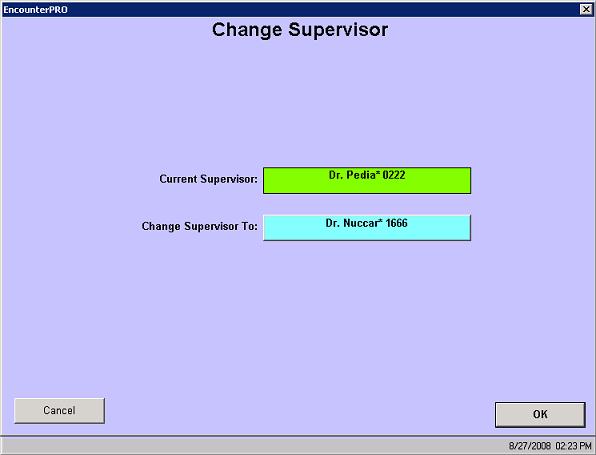 EncounterPRO
Change Supervisor
Current Supervisor: Dr. Pedia* 0222
Change Supervisor To: Dr. Nuccar* 1666
Cancel OK
8/27/2008 02:23 PM